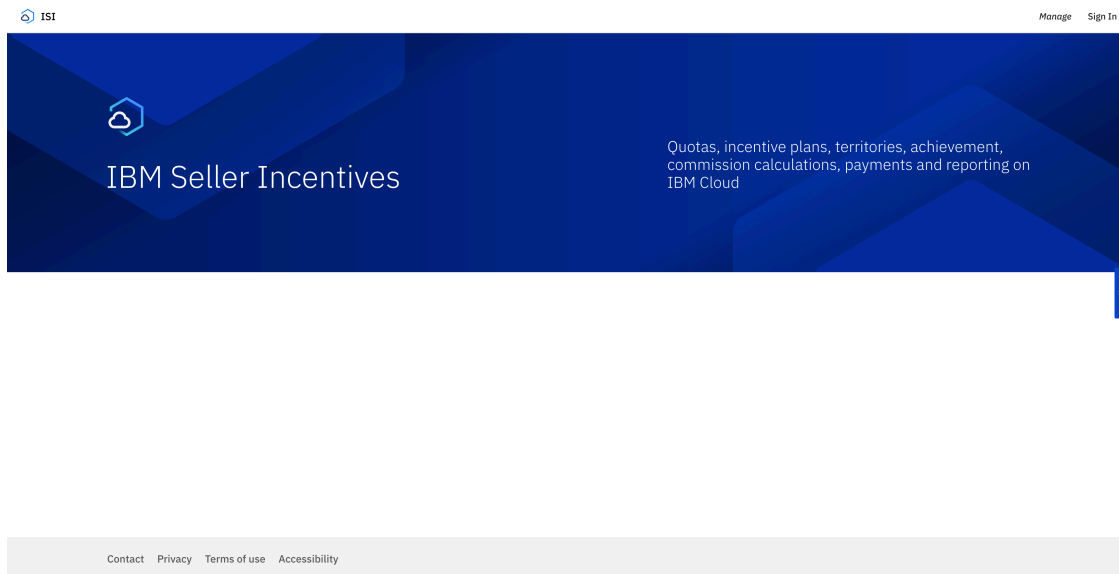 ISI
Manage Sign In
IBM Seller Incentives
Quotas, incentive plans, territories, achievement,
commission calculations, payments and reporting on
IBM Cloud
Contact Privacy Terms of use Accessibility